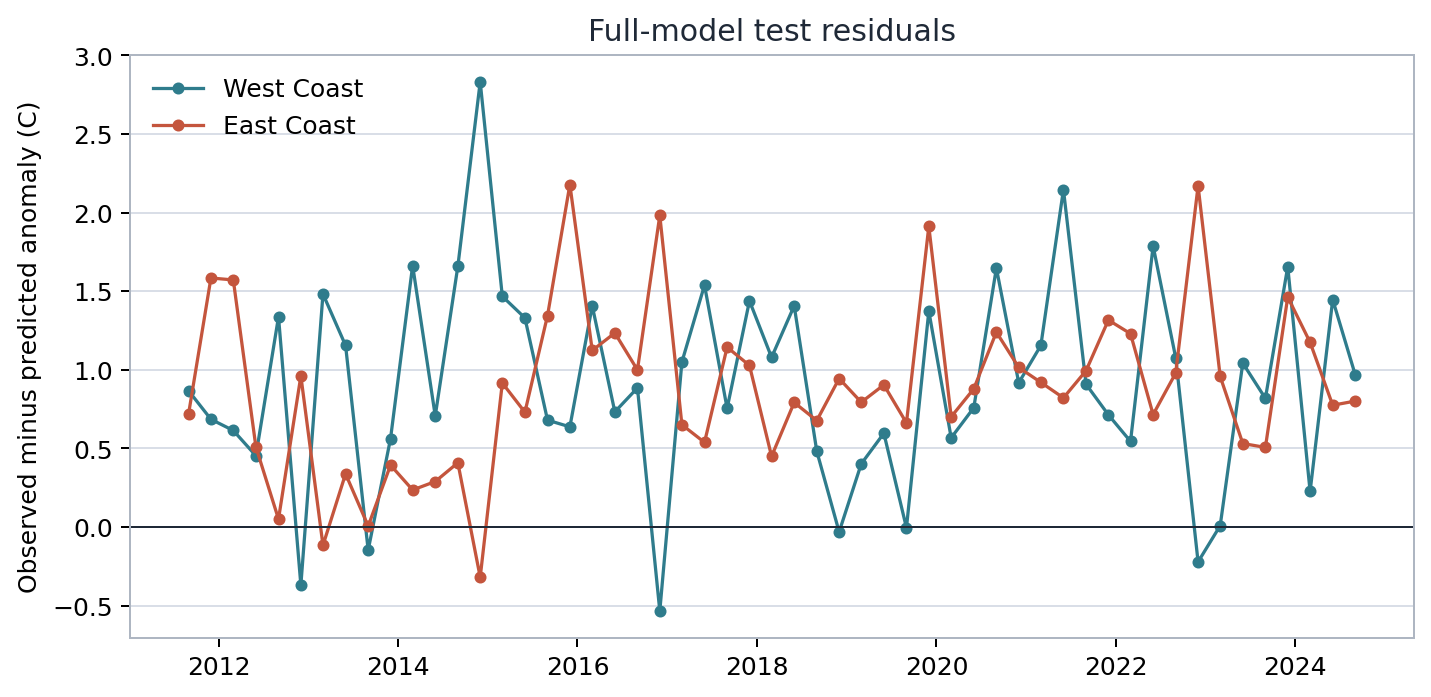 Full-model test residuals
Observed minus predicted anomaly (C)
3.0
2.5
2.0
1.5
1.0
0.5
0.0
−0.5
West Coast
East Coast
2012 2014 2016 2018 2020 2022 2024